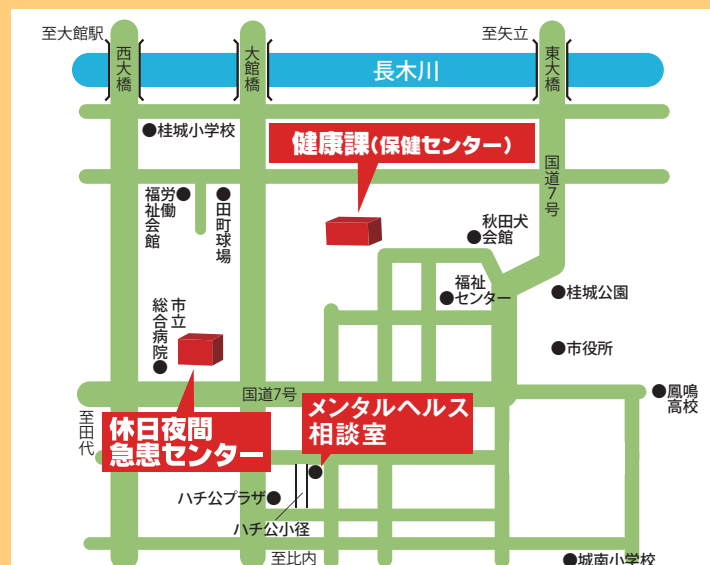 至大館駅
至矢立
西大橋
大館橋
東大橋
長木川
桂城小学校
健康課(保健センター)
国道7号
労働
福祉会館
田町球場
秋田犬
会館
福祉
センター
桂城公園
市立
総合病院
市役所
国道7号
鳳鳴
高校
至田代
休日夜間
急患センター
メンタルヘルス
相談室
ハチ公プラザ
ハチ公小径
至比内
城南小学校